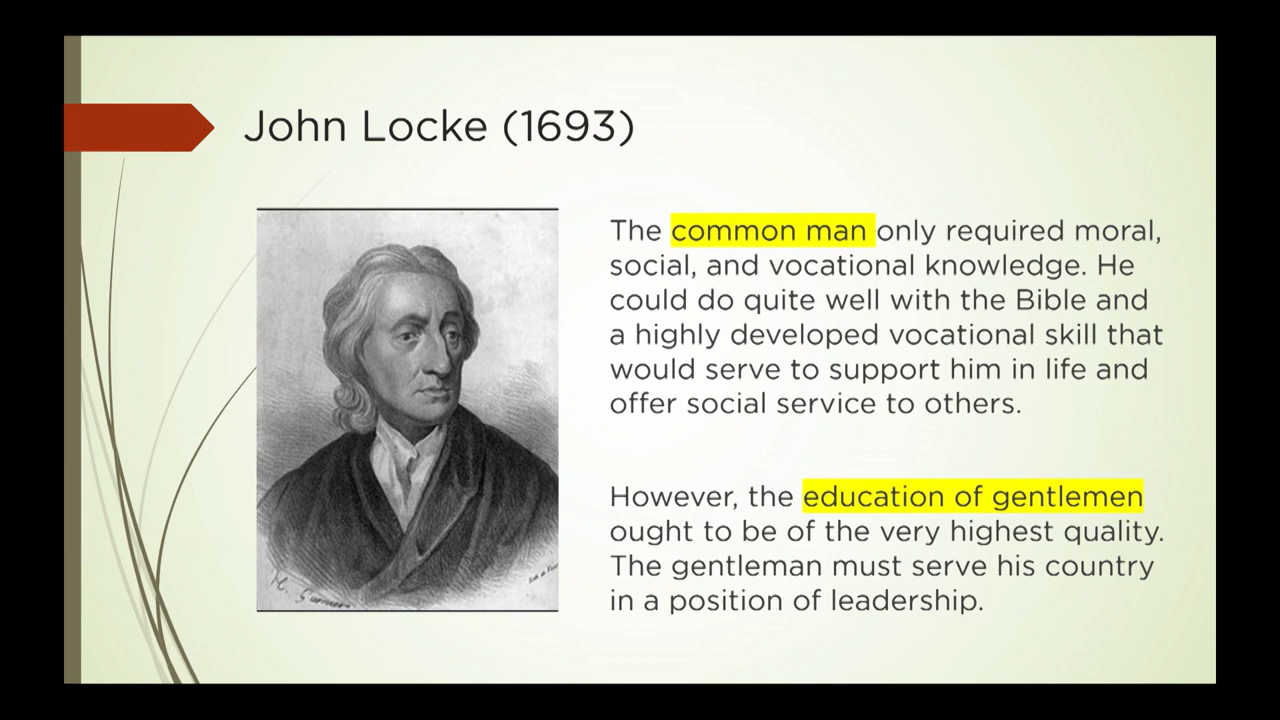 John Locke (1693)
The common man only required moral,
social, and vocational knowledge. He
could do quite well with the Bible and
a highly developed vocational skill that
would serve to support him in life and
offer social service to others.
However, the education of gentlemen
ought to be of the very highest quality.
The gentleman must serve his country
in a position of leadership.